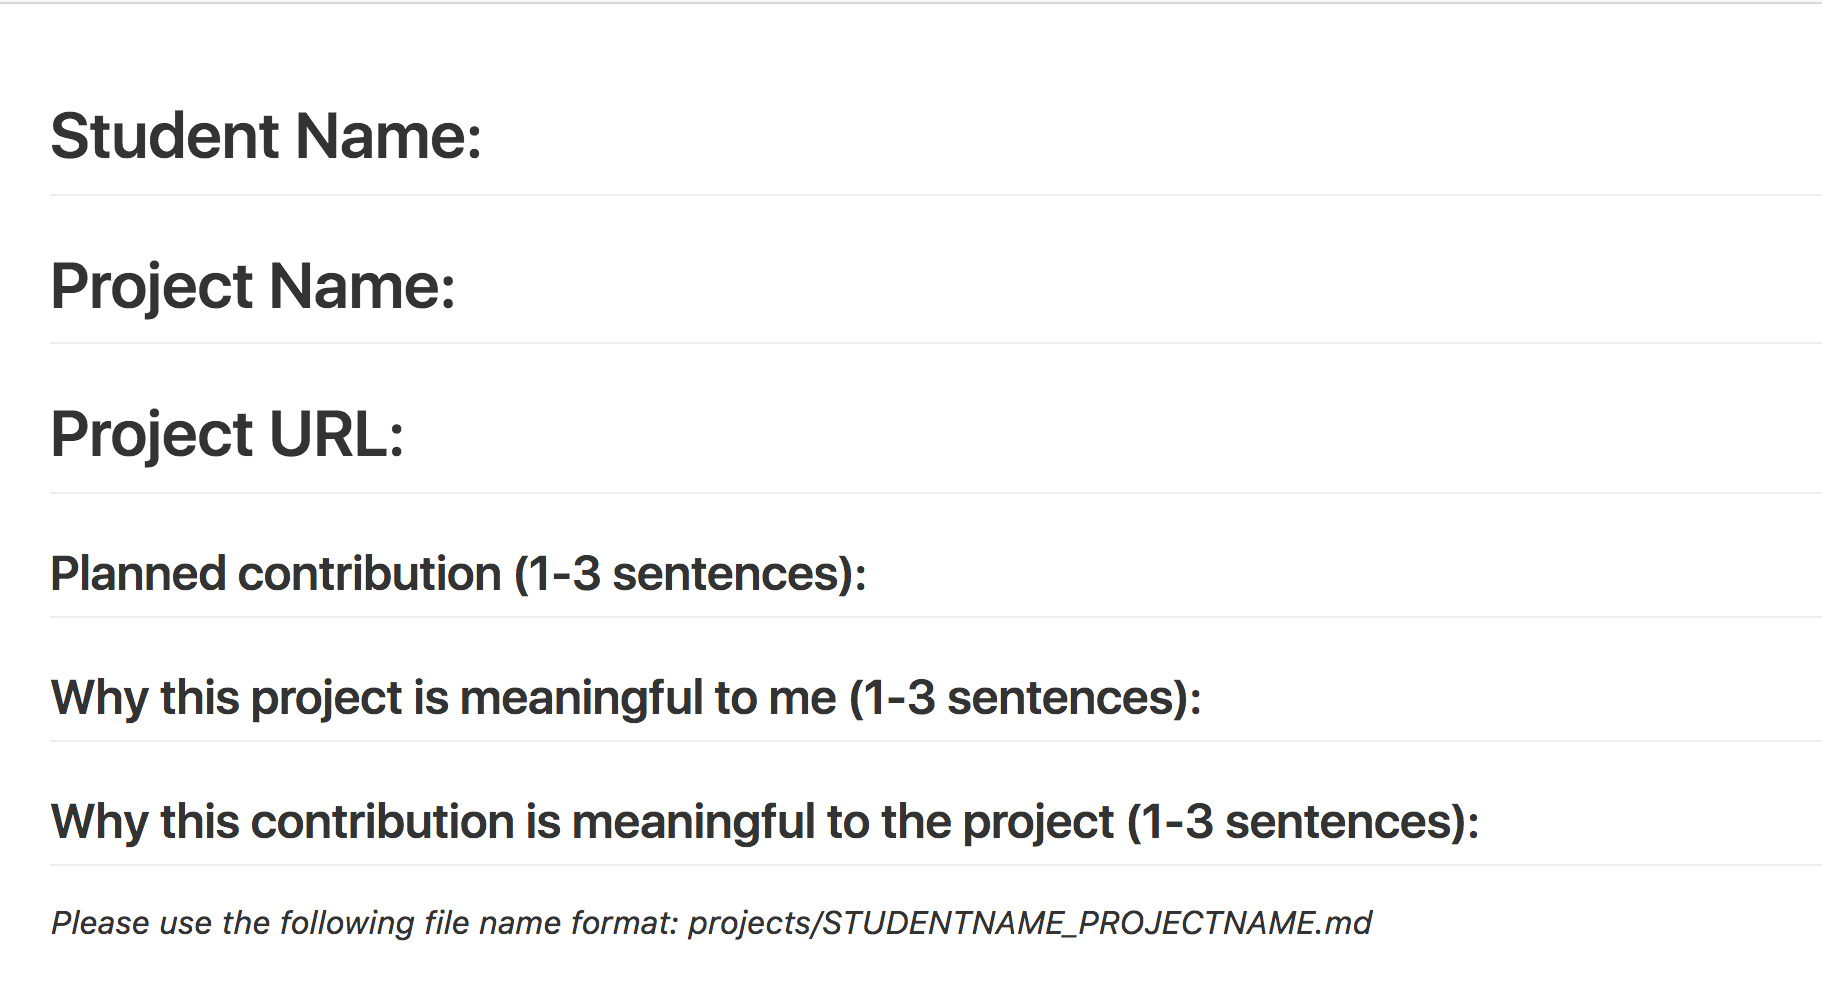 Student Name:
Project Name:
Project URL:
Planned contribution (1-3 sentences):
Why this project is meaningful to me (1-3 sentences):
Why this contribution is meaningful to the project (1-3 sentences):
Please use the following file name format: projects/STUDENTNAME_PROJECTNAME.md